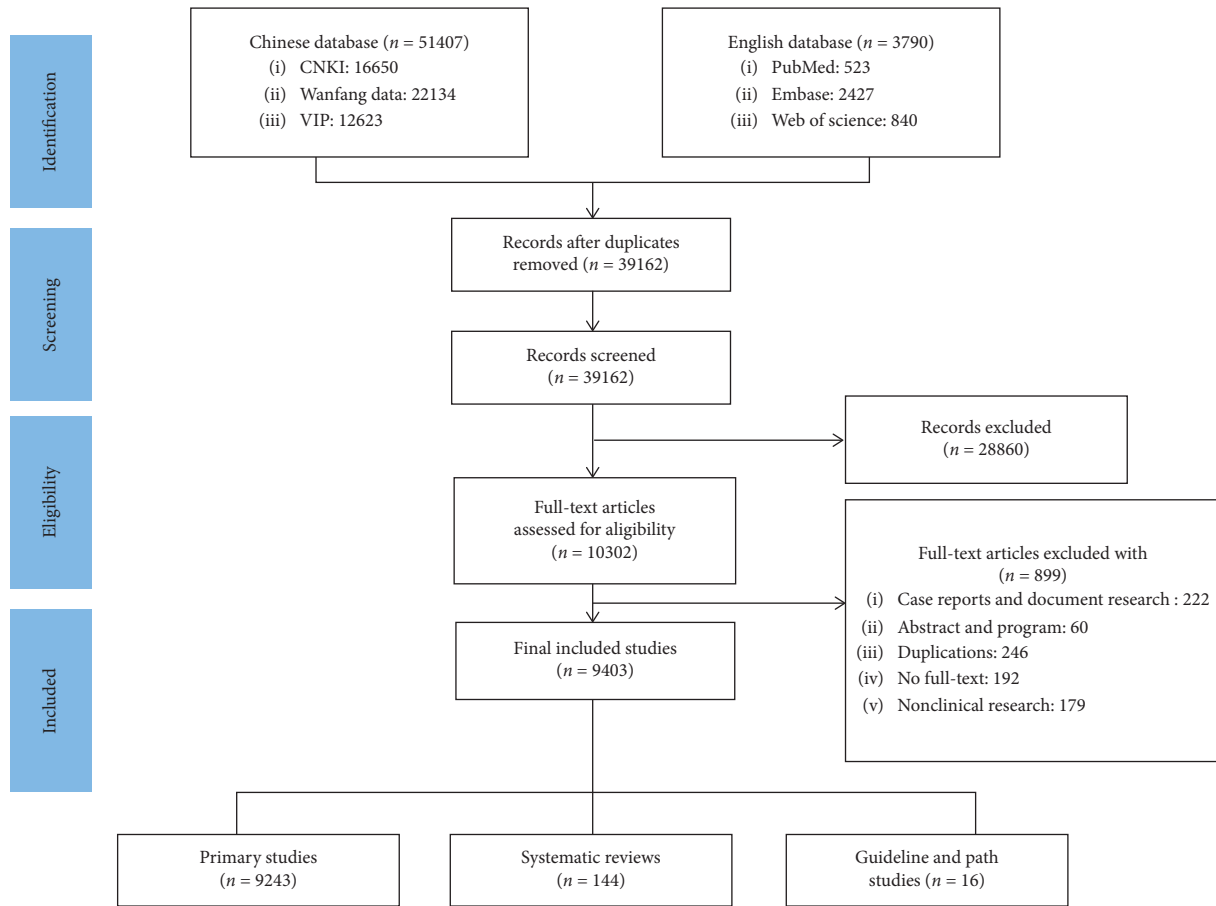 Identification
Chinese database (n = 51407)
(i) CNKI: 16650
(ii) Wanfang data: 22134
(iii) VIP: 12623
English database (n = 3790)
(i) PubMed: 523
(ii) Embase: 2427
(iii) Web of science: 840
Screening
Records after duplicates
removed (n = 39162)
Records screened
(n = 39162)
Records excluded
(n = 28860)
Eligibility
Full-text articles
assessed for aligibility
(n = 10302)
Full-text articles excluded with
(n = 899)
(i) Case reports and document research : 222
(ii) Abstract and program: 60
(iii) Duplications: 246
(iv) No full-text: 192
(v) Nonclinical research: 179
Included
Final included studies
(n = 9403)
Primary studies
(n = 9243)
Systematic reviews
(n = 144)
Guideline and path
studies (n = 16)